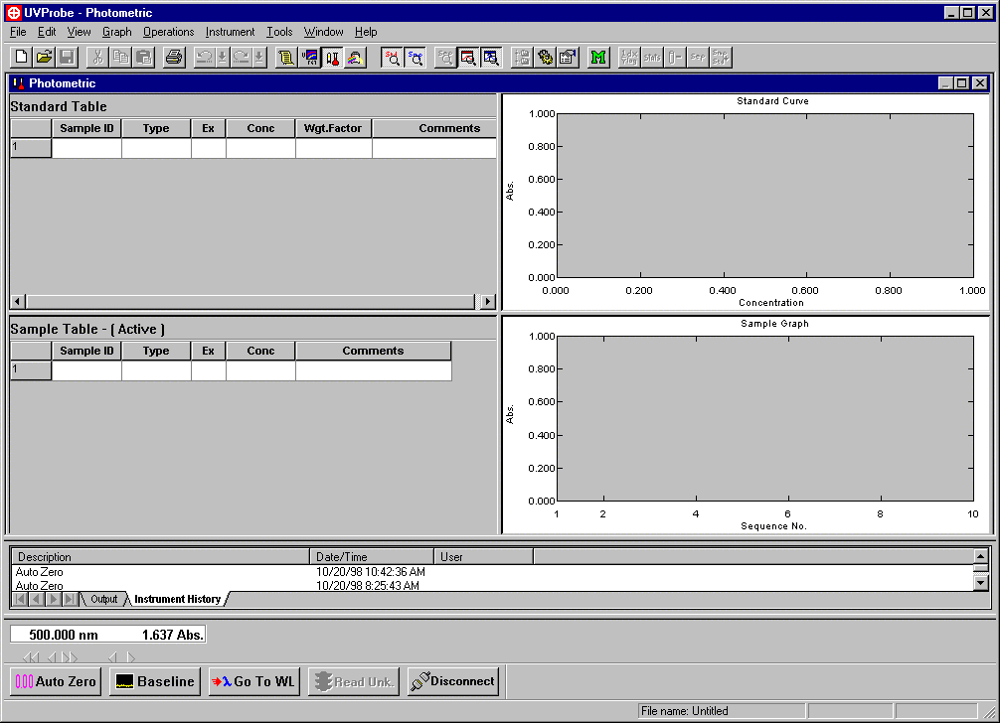 UVProbe - Photometric
File Edit View Graph Operations Instrument Tools Window Help
Photometric
Standard Table
Sample ID Type Ex Conc Wgt.Factor Comments
1
Standard Curve
1.000
0.800
0.600
0.400
0.200
0.000
Abs.
0.000 0.200 0.400 0.600 0.800 1.000
Concentration
Sample Table - ( Active )
Sample ID Type Ex Conc Comments
1
Sample Graph
1.000
0.800
0.600
0.400
0.200
0.000
Abs.
1 2 4 6 8 10
Sequence No.
Description Date/Time User
Auto Zero 10/20/98 10:42:36 AM
Auto Zero 10/20/98 8:25:43 AM
Output Instrument History
500.000 nm 1.637 Abs.
Auto Zero Baseline Go To WL Read Unk. Disconnect
File name: Untitled